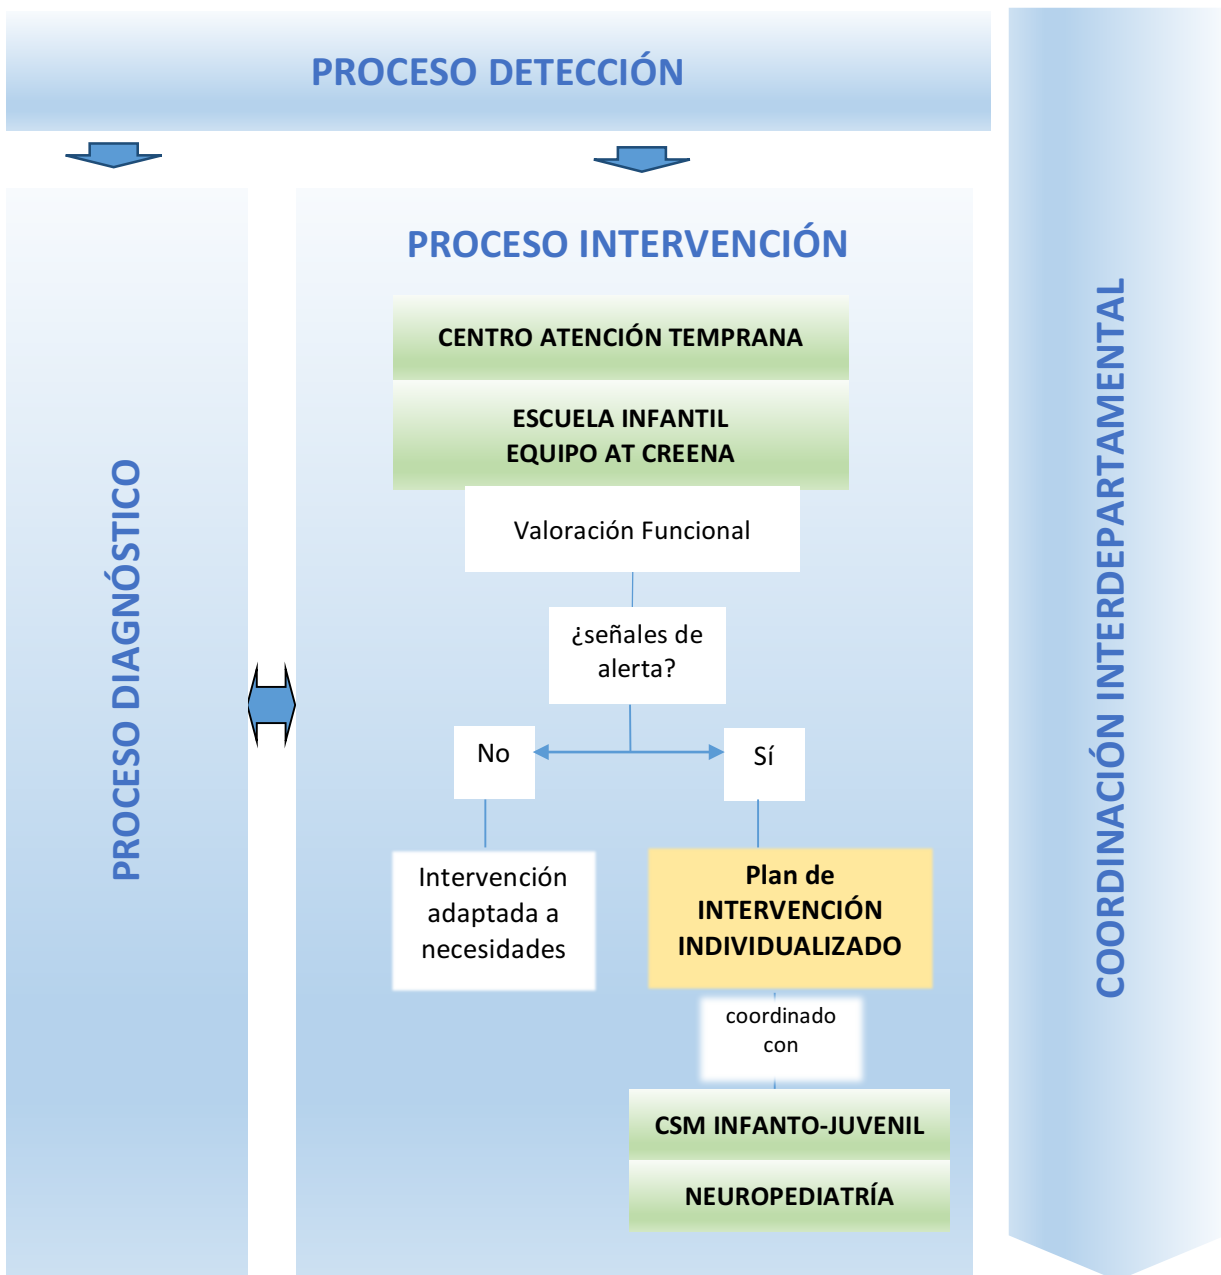 PROCESO DETECCIÓN
PROCESO DIAGNÓSTICO
PROCESO INTERVENCIÓN
CENTRO ATENCIÓN TEMPRANA
ESCUELA INFANTIL
EQUIPO AT CREENA
Valoración Funcional
¿señales de
alerta?
No
Sí
Intervención
adaptada a
necesidades
Plan de
INTERVENCIÓN
INDIVIDUALIZADO
coordinado
con
CSM INFANTO-JUVENIL
NEUROPEDIATRÍA
COORDINACIÓN INTERDEPARTAMENTAL